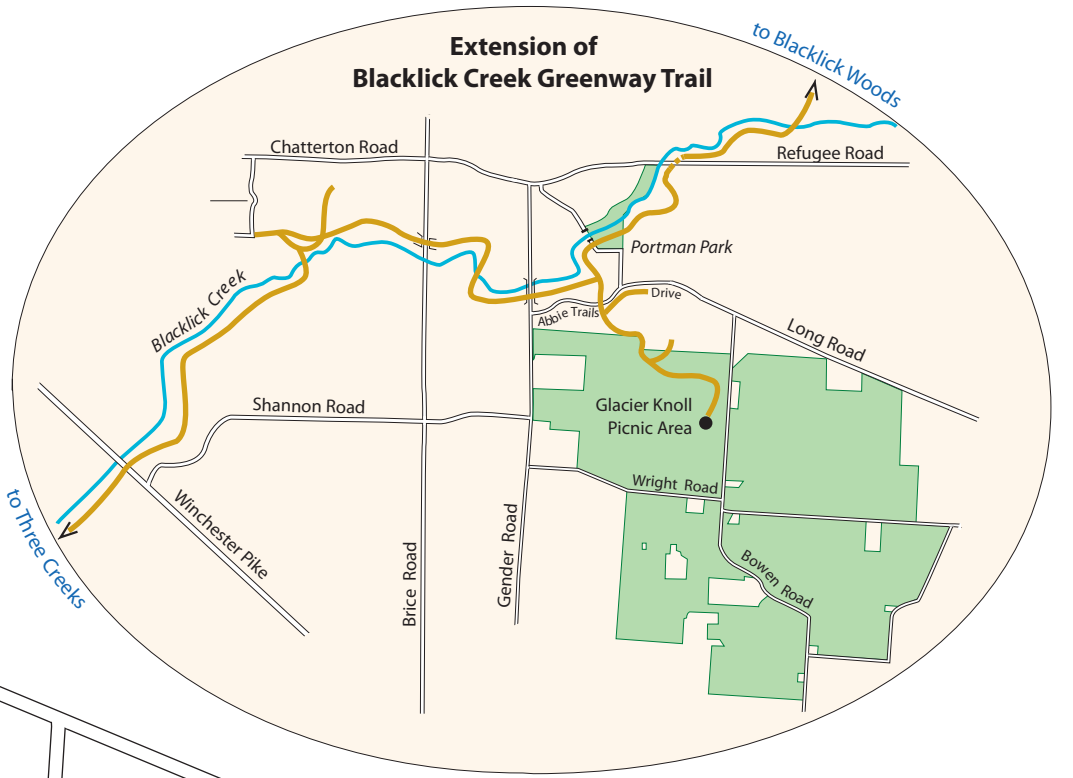 Extension of
Blacklick Creek Greenway Trail
to Blacklick Woods
Chatterton Road
Refugee Road
Portman Park
Blacklick Creek
Drive
Abbie Trails
Long Road
Shannon Road
Glacier Knoll
Picnic Area
Wright Road
Winchester Pike
to Three Creeks
Brice Road
Gender Road
Bowen Road